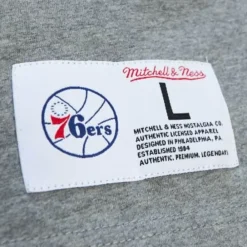 Mitchell & Ness
76ers
L
MITCHELL & NESS NOSTALGIA CO.
AUTHENTIC LICENSED APPAREL
DESIGNED IN PHILADELPHIA, PA
ESTABLISHED 1904
AUTHENTIC. PREMIUM. LEGENDARY